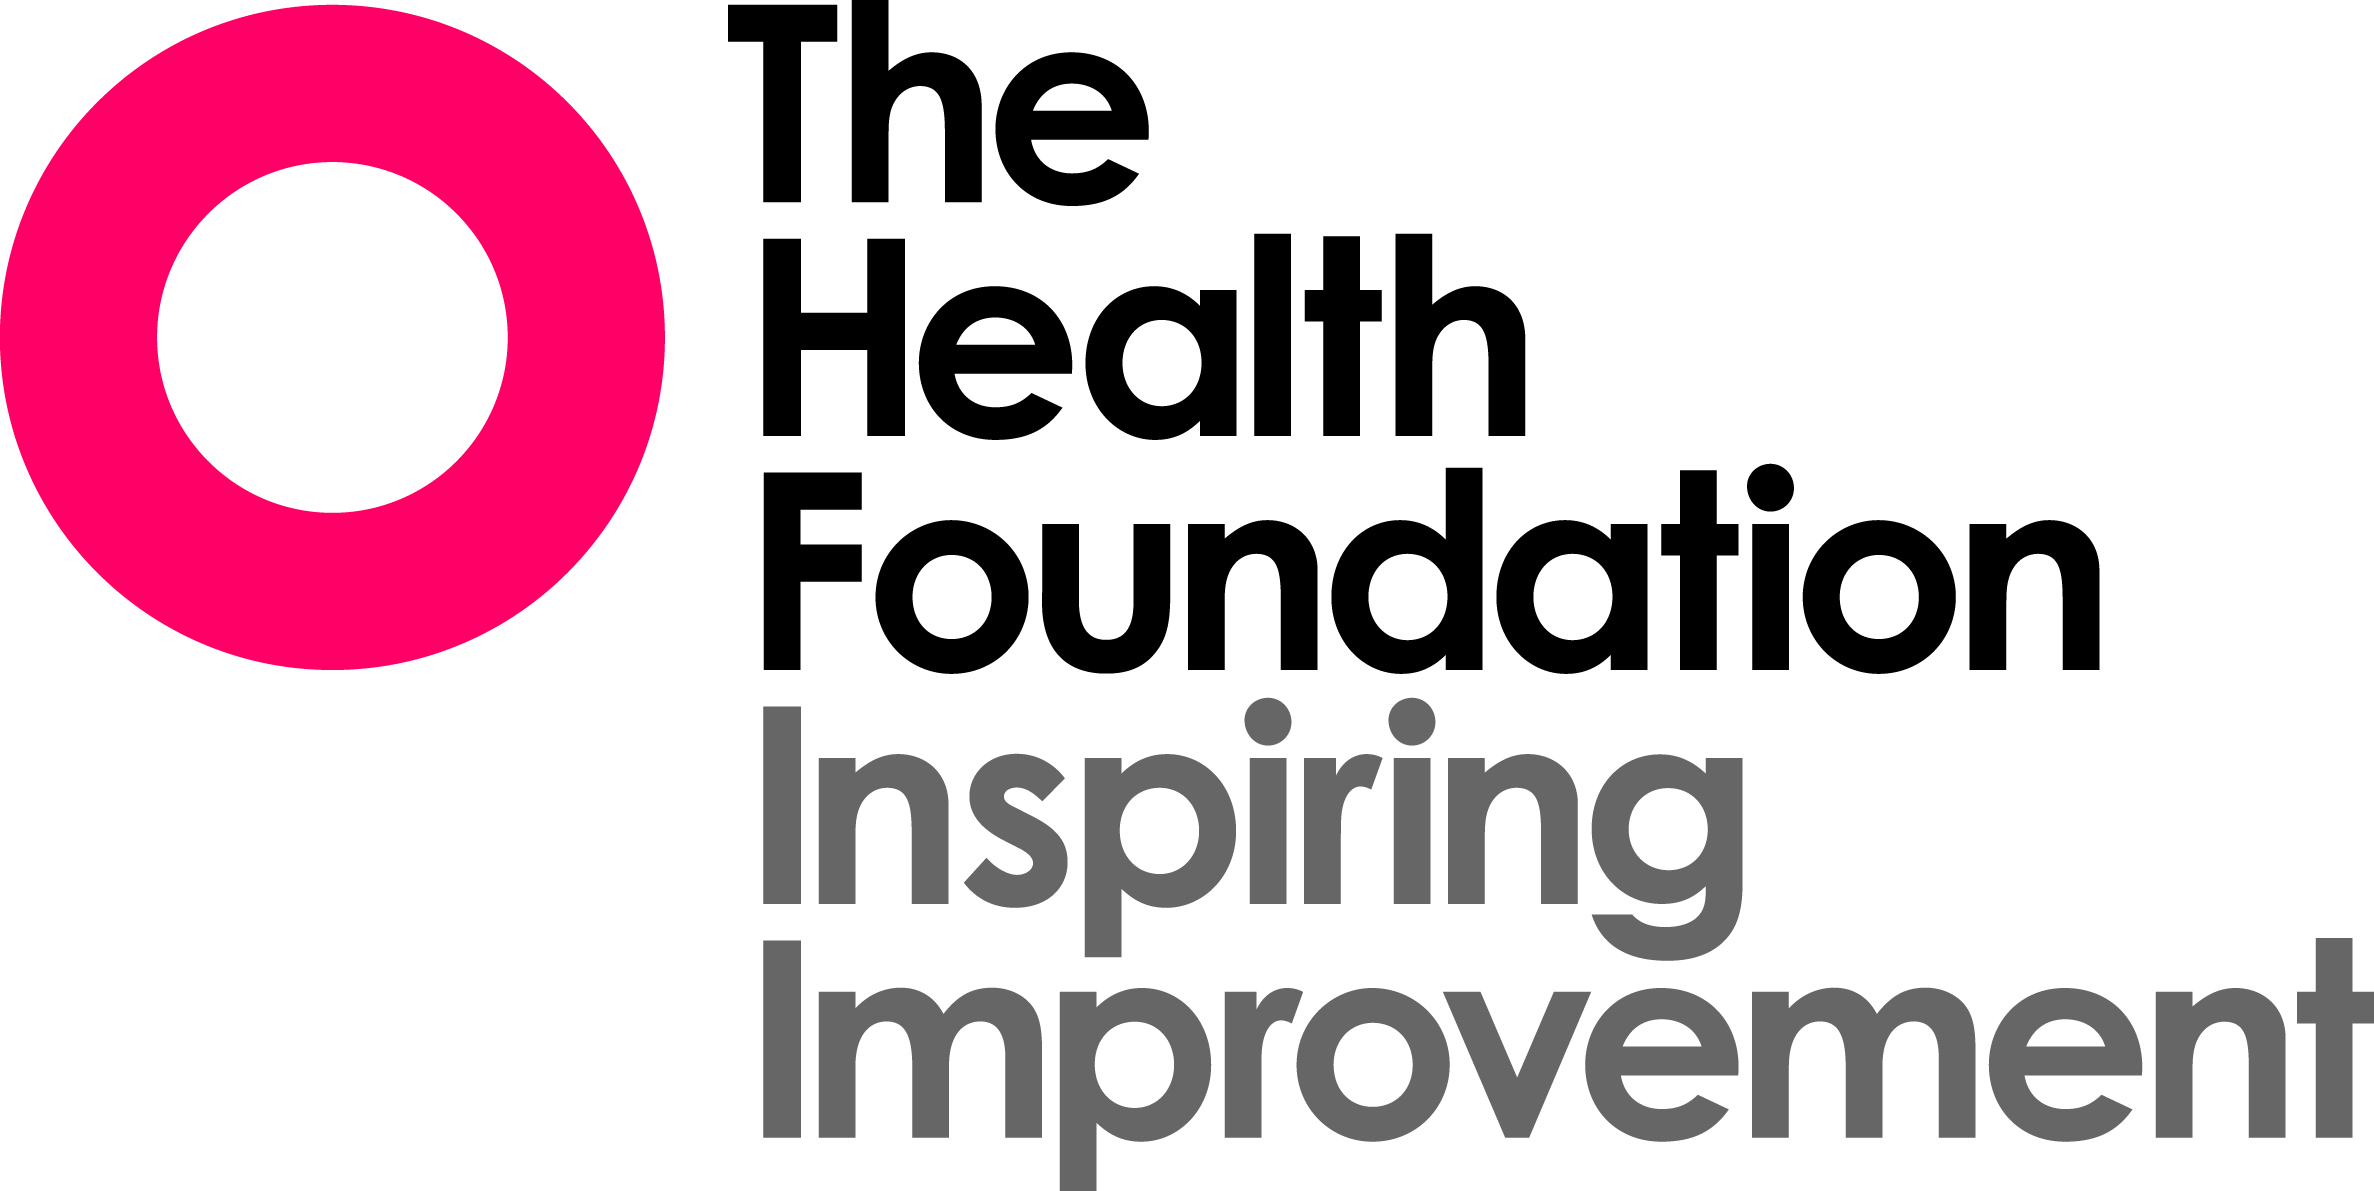 The
Health
Foundation
Inspiring
Improvement